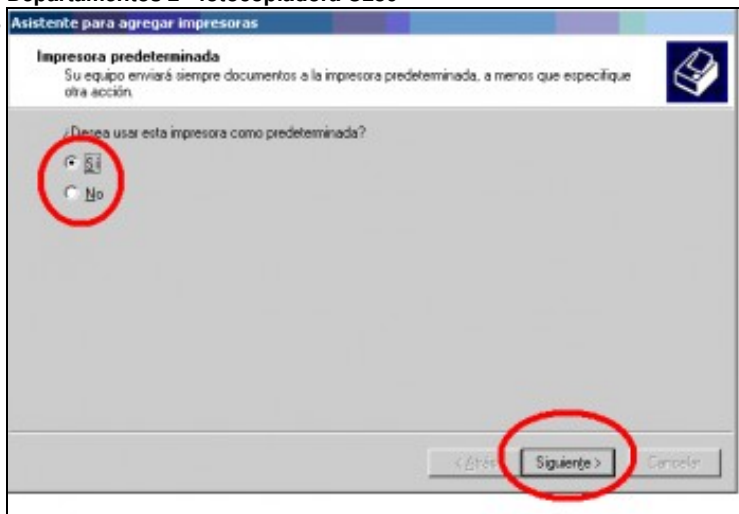 Asistente para agregar impresoras
Impresora predeterminada
Su equipo enviará siempre documentos a la impresora predeterminada, a menos que especifique
otra acción.
¿Desea usar esta impresora como predeterminada?
Sí
No
< Atrás
Siguiente >
Cancelar